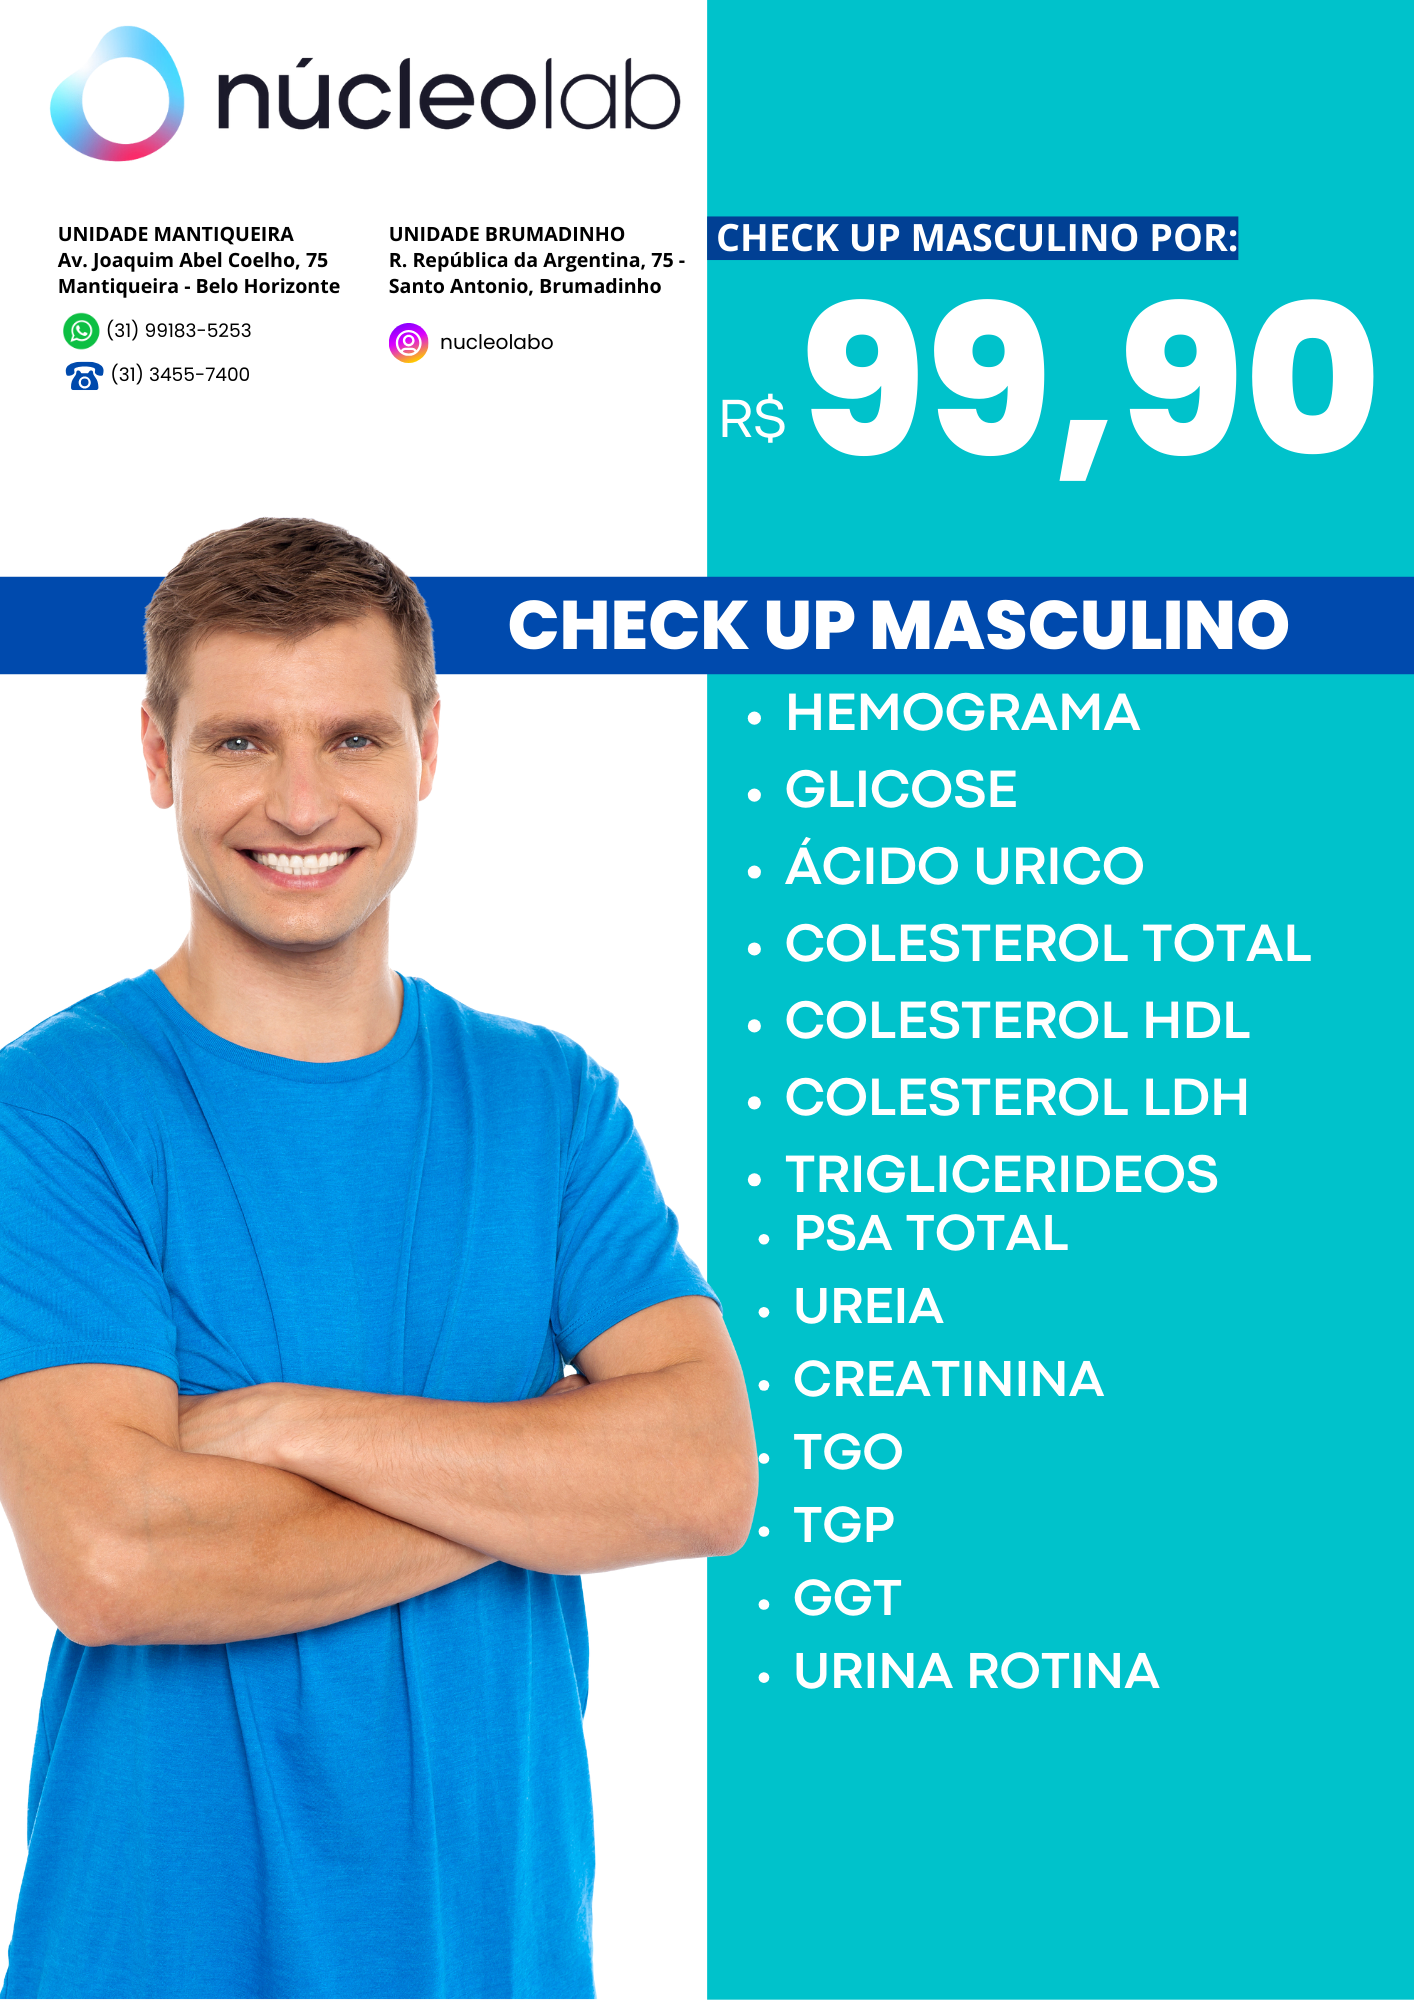 núcleolab
UNIDADE MANTIQUEIRA
Av. Joaquim Abel Coelho, 75
Mantiqueira - Belo Horizonte
(31) 99183-5253
(31) 3455-7400
UNIDADE BRUMADINHO
R. República da Argentina, 75 -
Santo Antonio, Brumadinho
nucleolabo
CHECK UP MASCULINO POR:
R$ 99,90
CHECK UP MASCULINO
• HEMOGRAMA
• GLICOSE
• ÁCIDO URICO
• COLESTEROL TOTAL
• COLESTEROL HDL
• COLESTEROL LDH
• TRIGLICERIDEOS
• PSA TOTAL
• UREIA
• CREATININA
• TGO
• TGP
• GGT
• URINA ROTINA